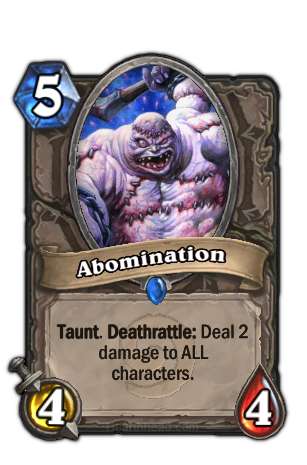 5
Abomination
Taunt. Deathrattle: Deal 2
damage to ALL
characters.
4
4